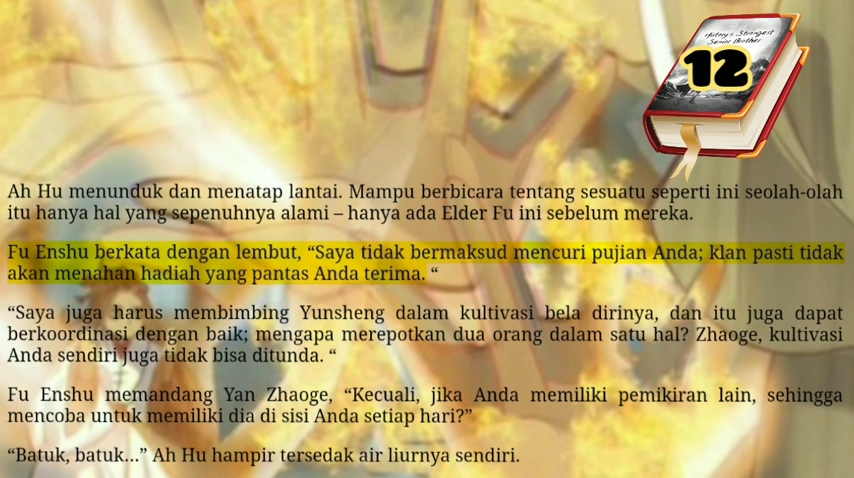 History's Strongest
Senior Brother
12
Ah Hu menunduk dan menatap lantai. Mampu berbicara tentang sesuatu seperti ini seolah-olah
itu hanya hal yang sepenuhnya alami – hanya ada Elder Fu ini sebelum mereka.
Fu Enshu berkata dengan lembut, “Saya tidak bermaksud mencuri pujian Anda; klan pasti tidak
akan menahan hadiah yang pantas Anda terima. “
“Saya juga harus membimbing Yunsheng dalam kultivasi bela dirinya, dan itu juga dapat
berkoordinasi dengan baik; mengapa merepotkan dua orang dalam satu hal? Zhaoge, kultivasi
Anda sendiri juga tidak bisa ditunda. “
Fu Enshu memandang Yan Zhaoge, “Kecuali, jika Anda memiliki pemikiran lain, sehingga
mencoba untuk memiliki dia di sisi Anda setiap hari?”
“Batuk, batuk…” Ah Hu hampir tersedak air liurnya sendiri.